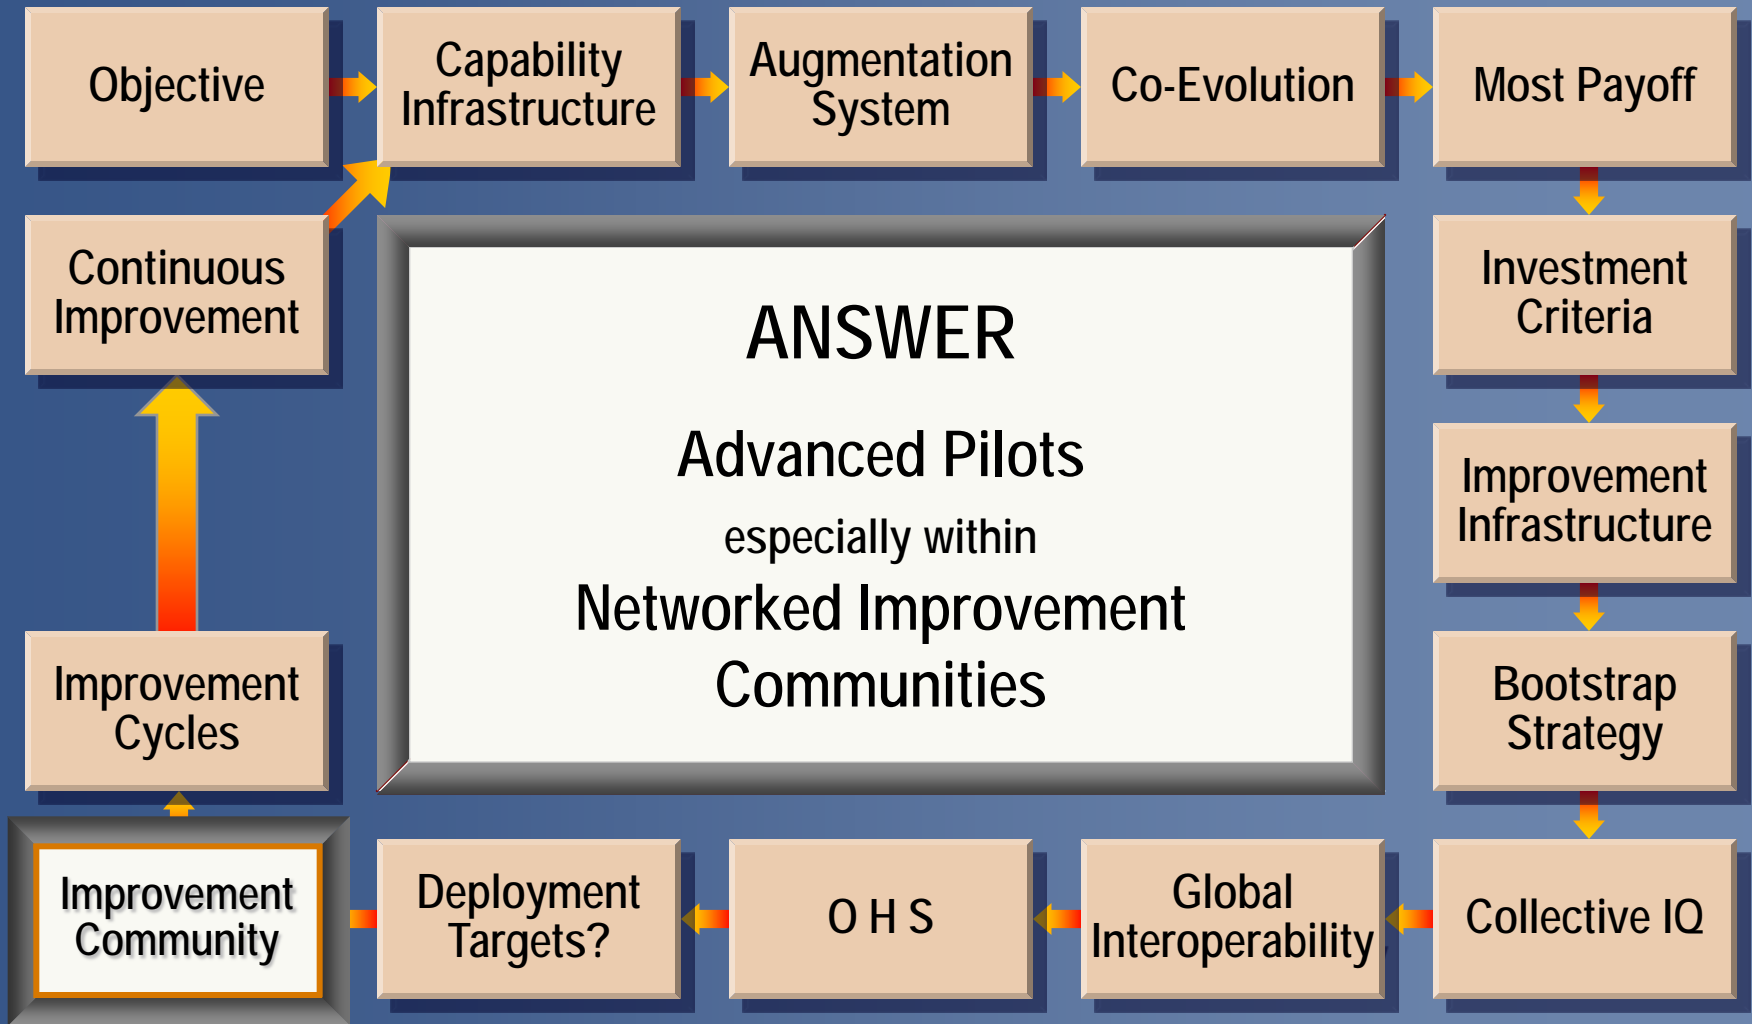 Objective
Capability
Infrastructure
Augmentation
System
Co-Evolution
Most Payoff
Continuous
Improvement
ANSWER
Advanced Pilots
especially within
Networked Improvement
Communities
Investment
Criteria
Improvement
Infrastructure
Improvement
Cycles
Bootstrap
Strategy
Improvement
Community
Deployment
Targets?
O H S
Global
Interoperability
Collective IQ